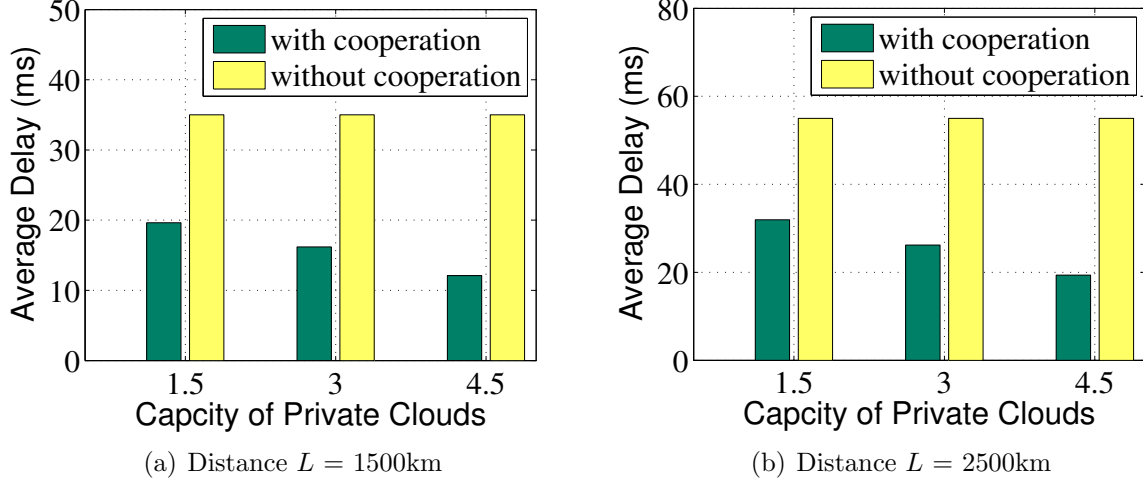 50
40
30
20
10
0
Average Delay (ms)
with cooperation
without cooperation
1.5 3 4.5
Capcity of Private Clouds
(a) Distance L = 1500km
80
60
40
20
0
Average Delay (ms)
with cooperation
without cooperation
1.5 3 4.5
Capcity of Private Clouds
(b) Distance L = 2500km